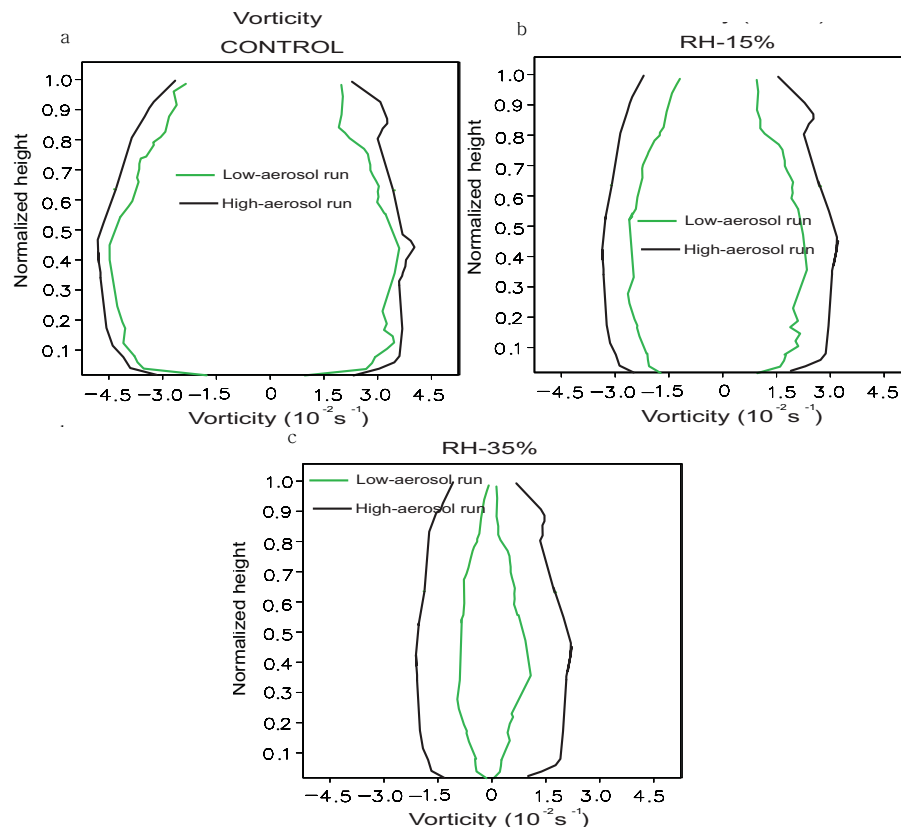 a
Vorticity
CONTROL
Normalized height
1.0
0.9
0.8
0.7
0.6
0.5
0.4
0.3
0.2
0.1
Low-aerosol run
High-aerosol run
-4.5 -3.0 -1.5 0 1.5 3.0 4.5
Vorticity (10⁻² s⁻¹)
b
RH-15%
Normalized height
1.0
0.9
0.8
0.7
0.6
0.5
0.4
0.3
0.2
0.1
Low-aerosol run
High-aerosol run
-4.5 -3.0 -1.5 0 1.5 3.0 4.5
Vorticity (10⁻² s⁻¹)
c
RH-35%
Normalized height
1.0
0.9
0.8
0.7
0.6
0.5
0.4
0.3
0.2
0.1
Low-aerosol run
High-aerosol run
-4.5 -3.0 -1.5 0 1.5 3.0 4.5
Vorticity (10⁻² s⁻¹)